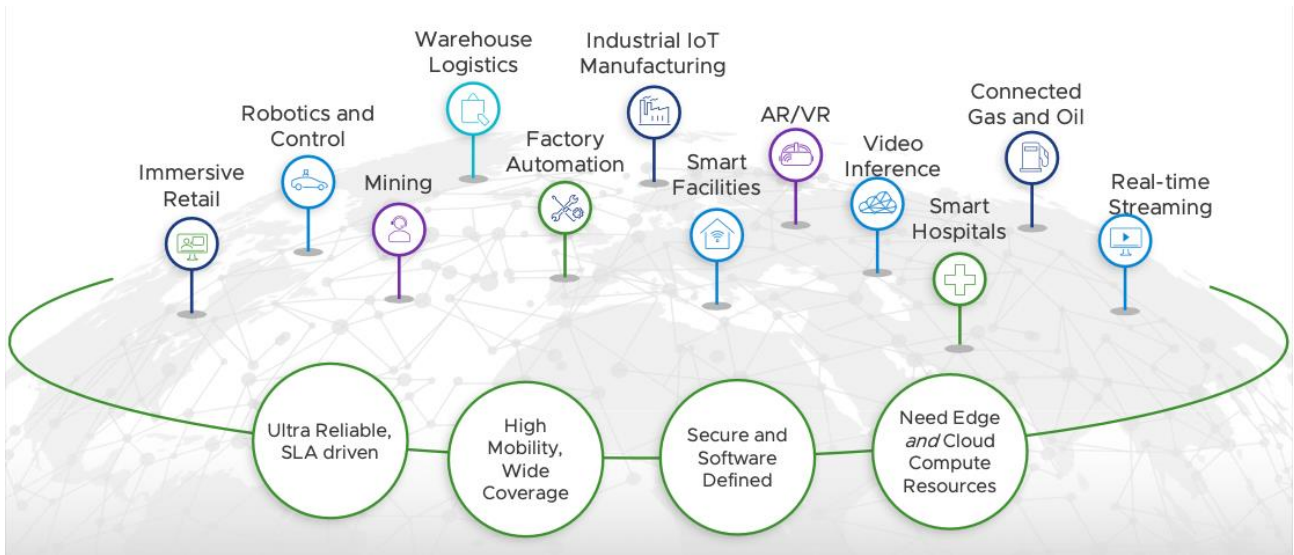 Immersive
Retail
Robotics and
Control
Mining
Warehouse
Logistics
Factory
Automation
Industrial IoT
Manufacturing
Smart
Facilities
AR/VR
Video
Inference
Smart
Hospitals
Connected
Gas and Oil
Real-time
Streaming
Ultra Reliable,
SLA driven
High
Mobility,
Wide
Coverage
Secure and
Software
Defined
Need Edge
and Cloud
Compute
Resources